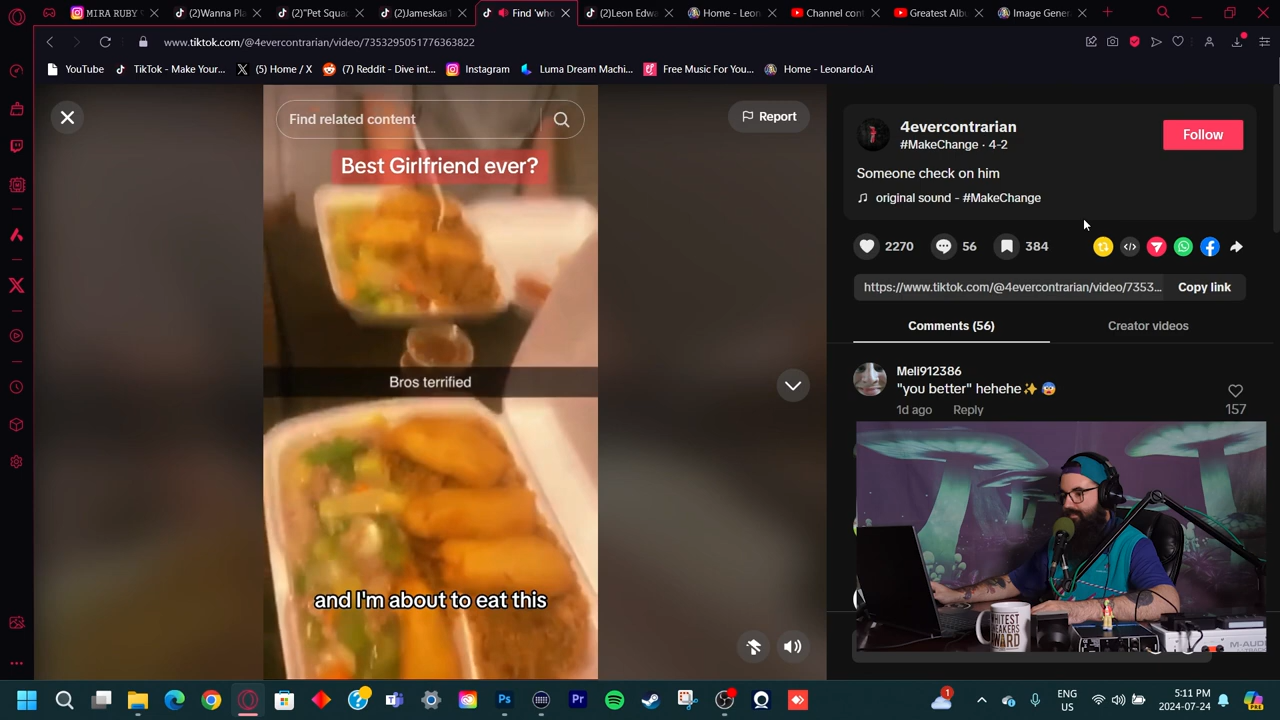 MIRA RUBY
(2)Wanna Pl
(2)"Pet Squa
(2)Jameskaa1
Find 'who
(2)Leon Edw
Home - Leon
Channel con
Greatest Alb
Image Gene
www.tiktok.com/@4evercontrarian/video/7353295051776363822
YouTube
TikTok - Make Your...
(5) Home / X
(7) Reddit - Dive int...
Instagram
Luma Dream Machi...
Free Music For You...
Home - Leonardo.Ai
Find related content
Report
Best Girlfriend ever?
Bros terrified
and I'm about to eat this
4evercontrarian
#MakeChange · 4-2
Follow
Someone check on him
original sound - #MakeChange
2270
56
384
https://www.tiktok.com/@4evercontrarian/video/7353...
Copy link
Comments (56)
Creator videos
Meli912386
"you better" hehehe✨😨
1d ago
Reply
157
M-AUDIO
ENG
US
5:11 PM
2024-07-24